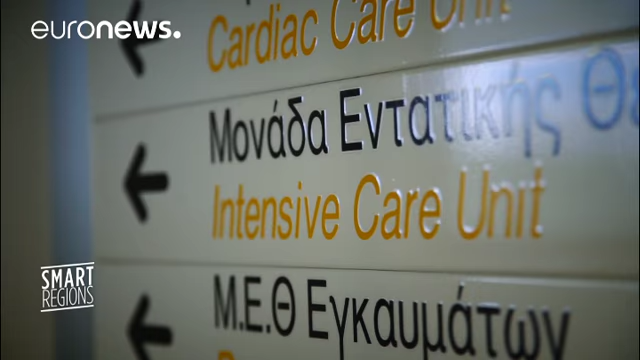 euronews.
Cardiac Care Unit
Μονάδα Εντατικής
Intensive Care Unit
SMART
REGIONS
Μ.Ε.Θ Εγκαυμάτων